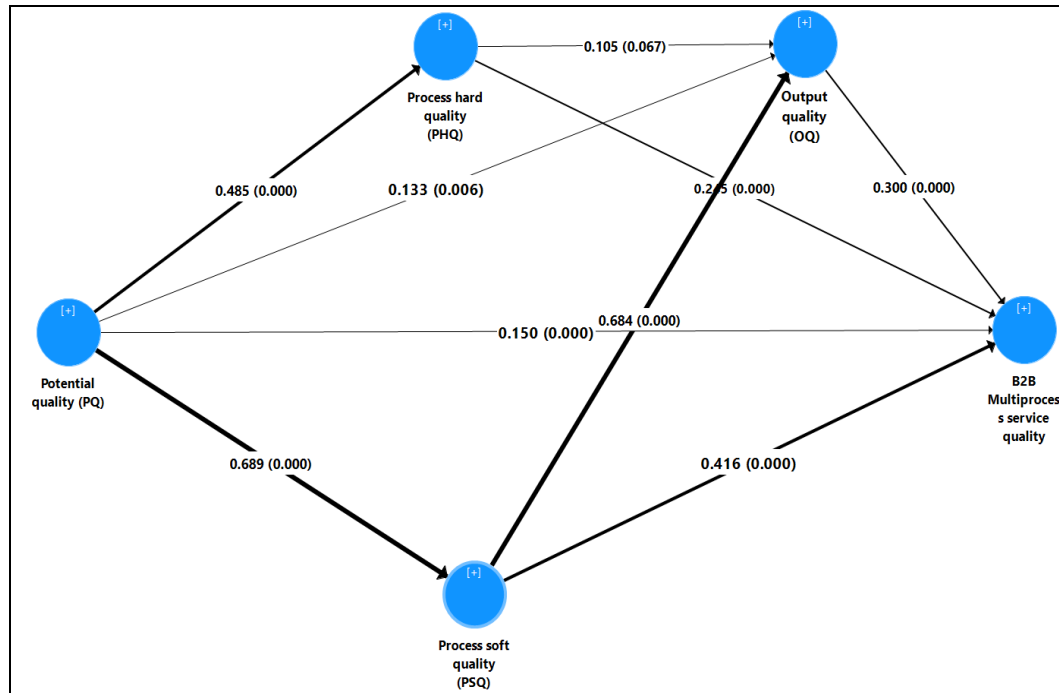 [+]
Process hard
quality
(PHQ)
0.105 (0.067)
[+]
Output
quality
(OQ)
0.485 (0.000)
0.133 (0.006)
(0.000)
0.300 (0.000)
[+]
Potential
quality (PQ)
0.150 (0.000)
0.684 (0.000)
[+]
B2B
Multiproces
s service
quality
0.689 (0.000)
0.416 (0.000)
[+]
Process soft
quality
(PSQ)